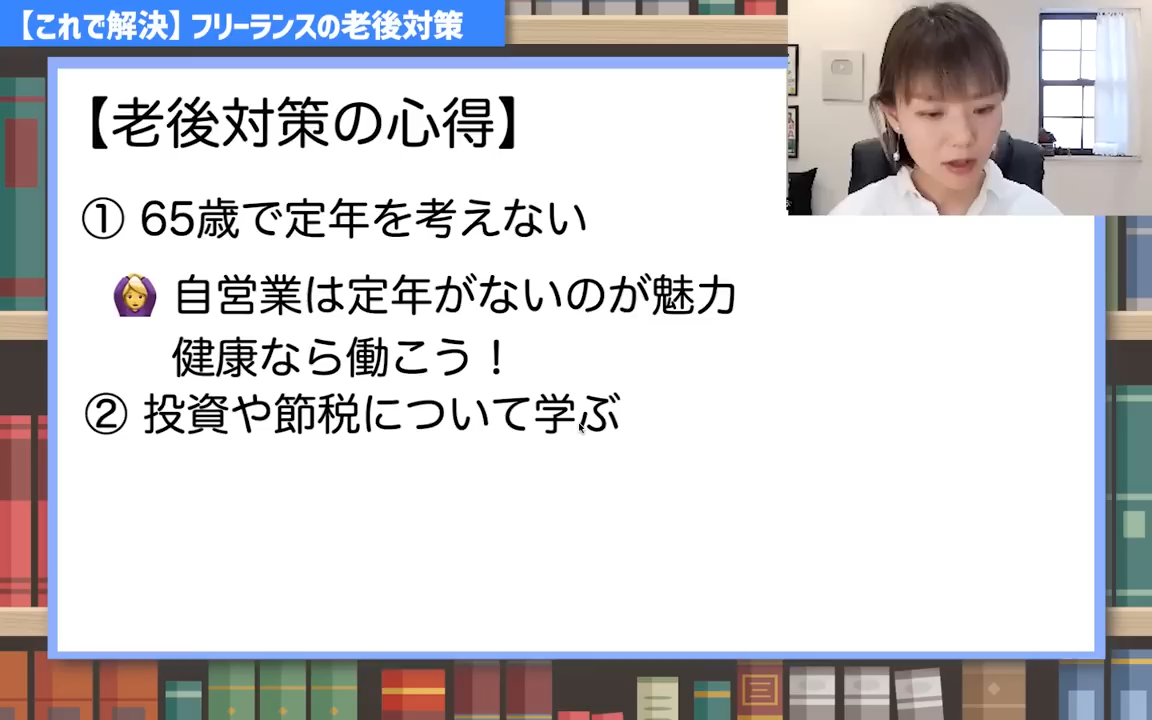 【これで解決】フリーランスの老後対策
【老後対策の心得】
① 65歳で定年を考えない
🙆‍♀️ 自営業は定年がないのが魅力
健康なら働こう！
② 投資や節税について学ぶ